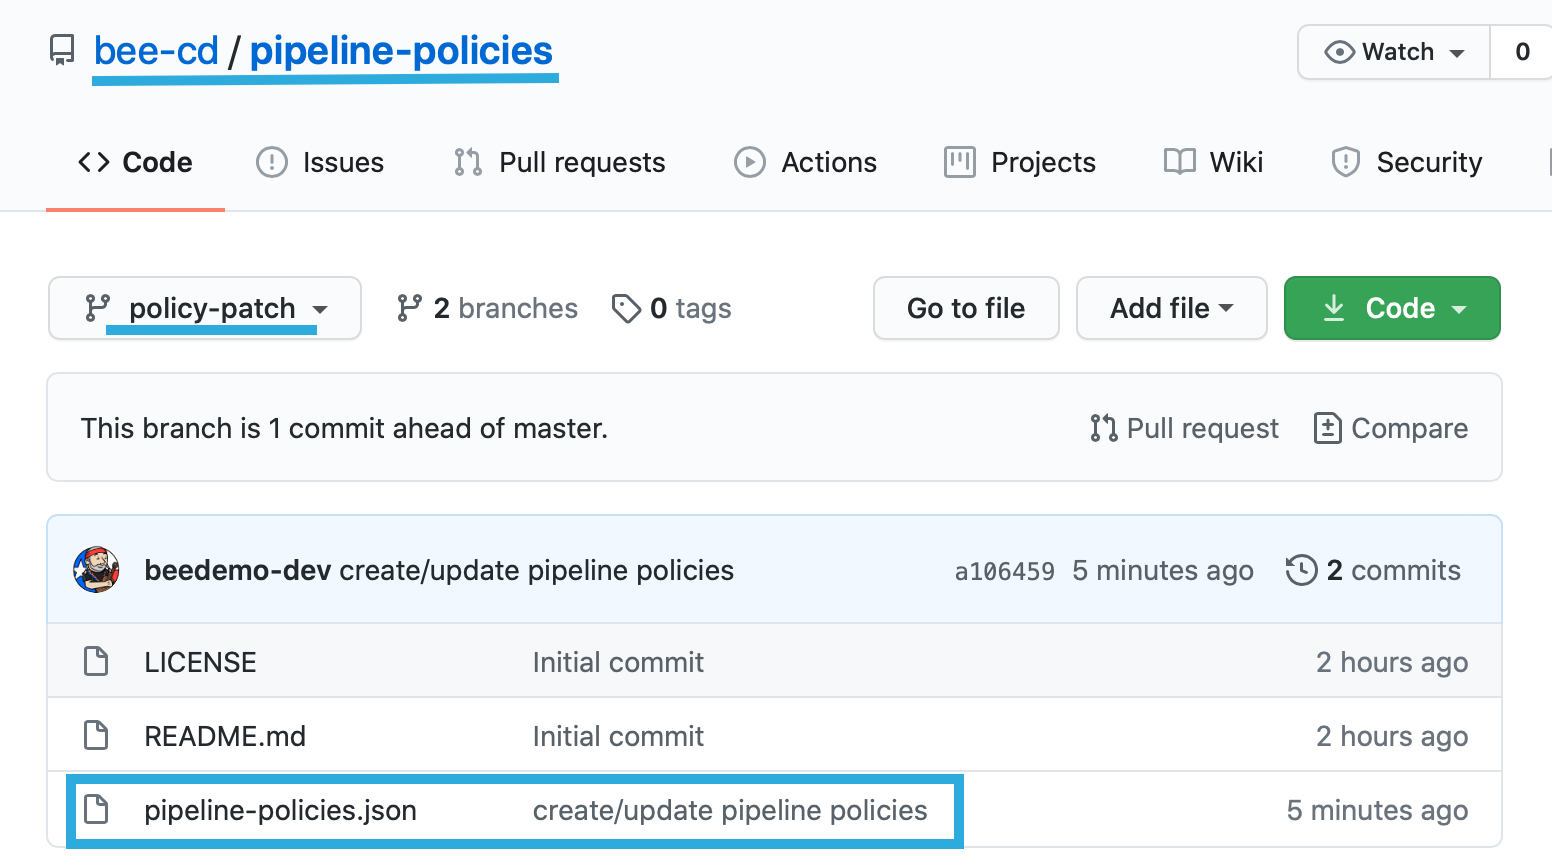 bee-cd / pipeline-policies
Watch 0
Code Issues Pull requests Actions Projects Wiki Security
policy-patch 2 branches 0 tags Go to file Add file Code
This branch is 1 commit ahead of master. Pull request Compare
beedemo-dev create/update pipeline policies a106459 5 minutes ago 2 commits
LICENSE Initial commit 2 hours ago
README.md Initial commit 2 hours ago
pipeline-policies.json create/update pipeline policies 5 minutes ago